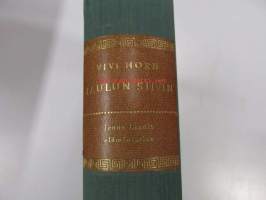 VIVI HORN
LAULUN SIIVIN
Jenny Lindin
elämäntarina